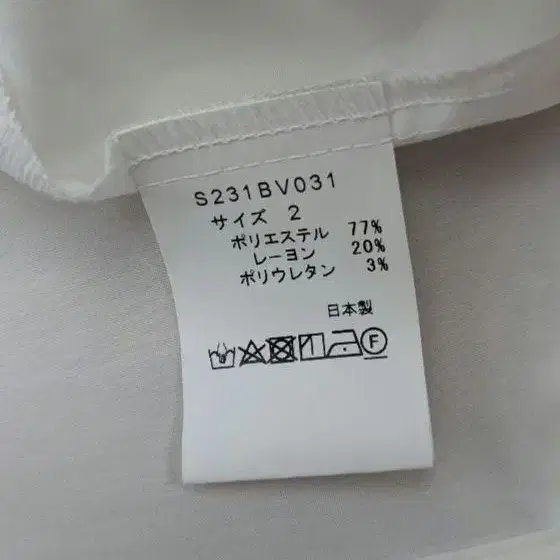 S231BV031
サイズ 2
ポリエステル 77%
レーヨン 20%
ポリウレタン 3%
日本製
F